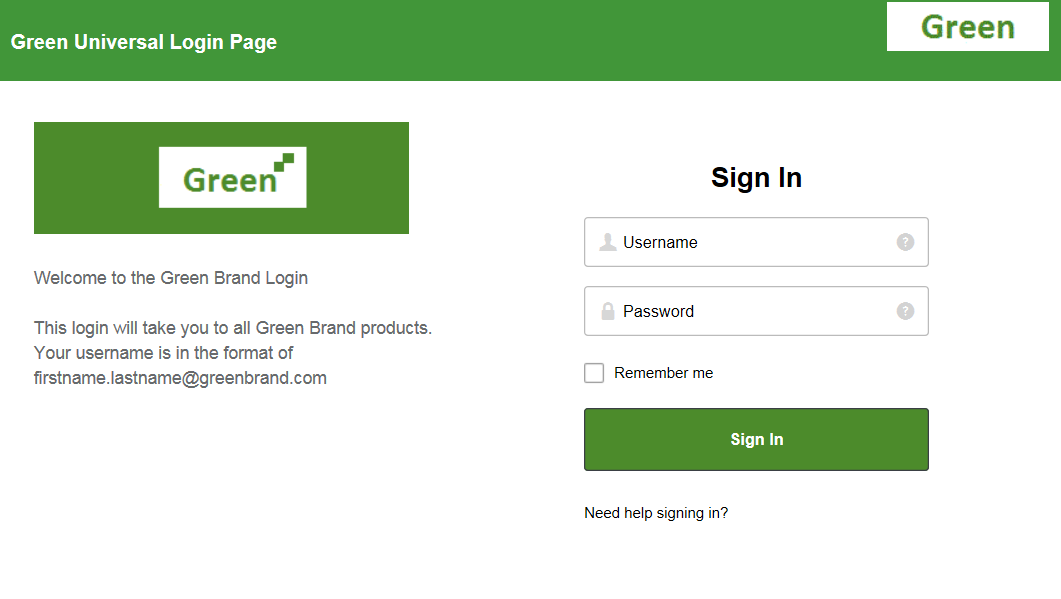 Green Universal Login Page
Green
Green
Welcome to the Green Brand Login
This login will take you to all Green Brand products.
Your username is in the format of
firstname.lastname@greenbrand.com
Sign In
Username ?
Password ?
Remember me
Sign In
Need help signing in?